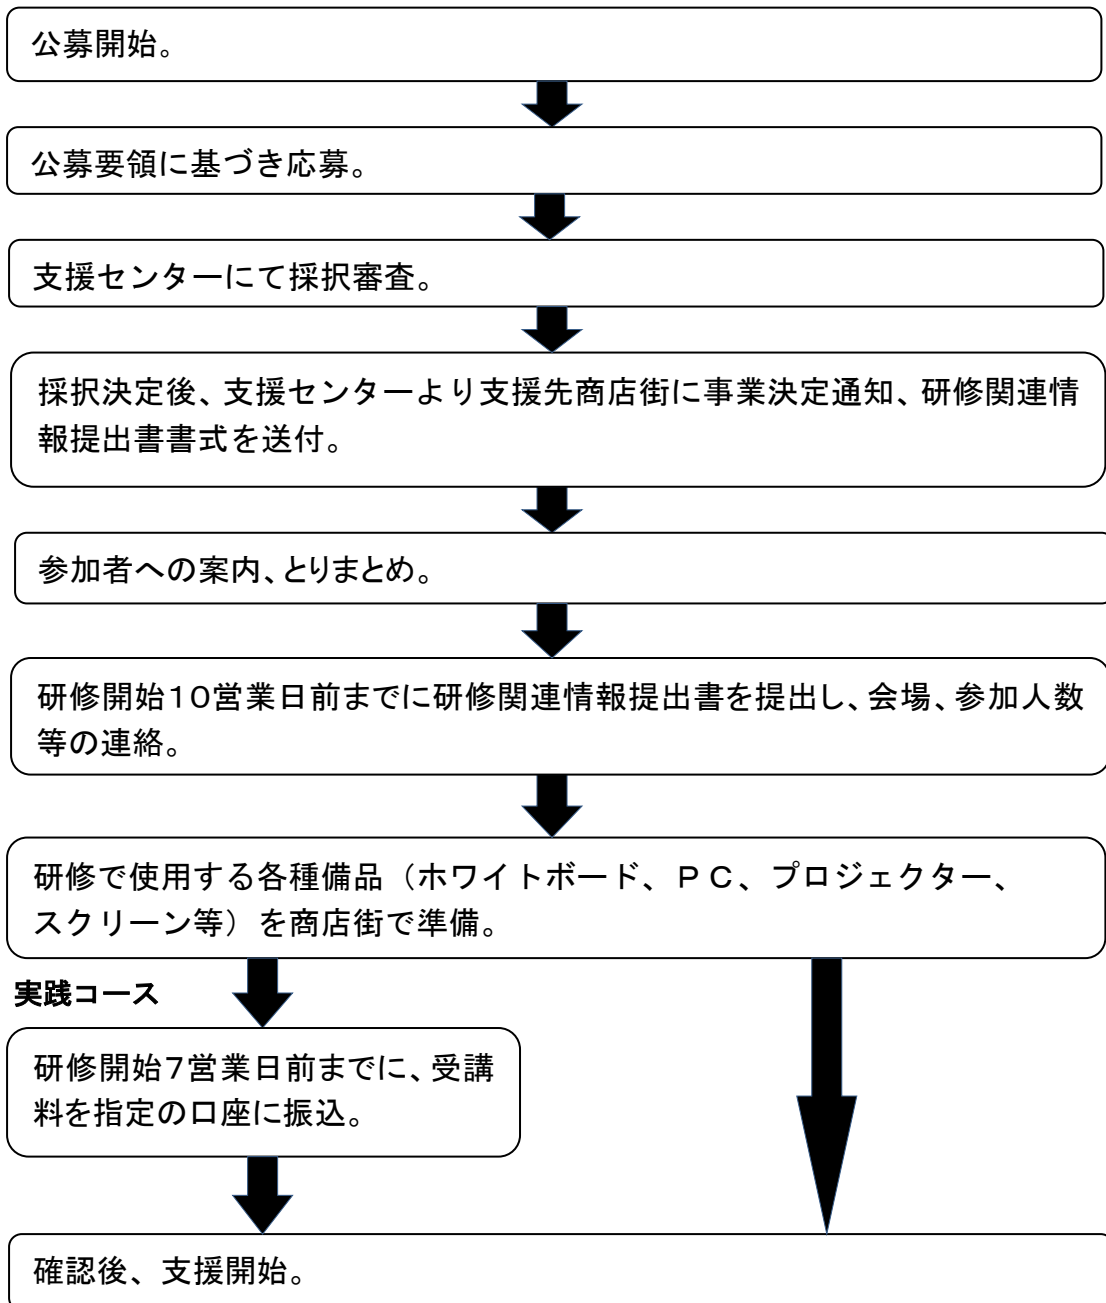 公募開始。
公募要領に基づき応募。
支援センターにて採択審査。
採択決定後、支援センターより支援先商店街に事業決定通知、研修関連情
報提出書書式を送付。
参加者への案内、とりまとめ。
研修開始10営業日前までに研修関連情報提出書を提出し、会場、参加人数
等の連絡。
研修で使用する各種備品（ホワイトボード、ＰＣ、プロジェクター、
スクリーン等）を商店街で準備。
実践コース
研修開始7営業日前までに、受講
料を指定の口座に振込。
確認後、支援開始。